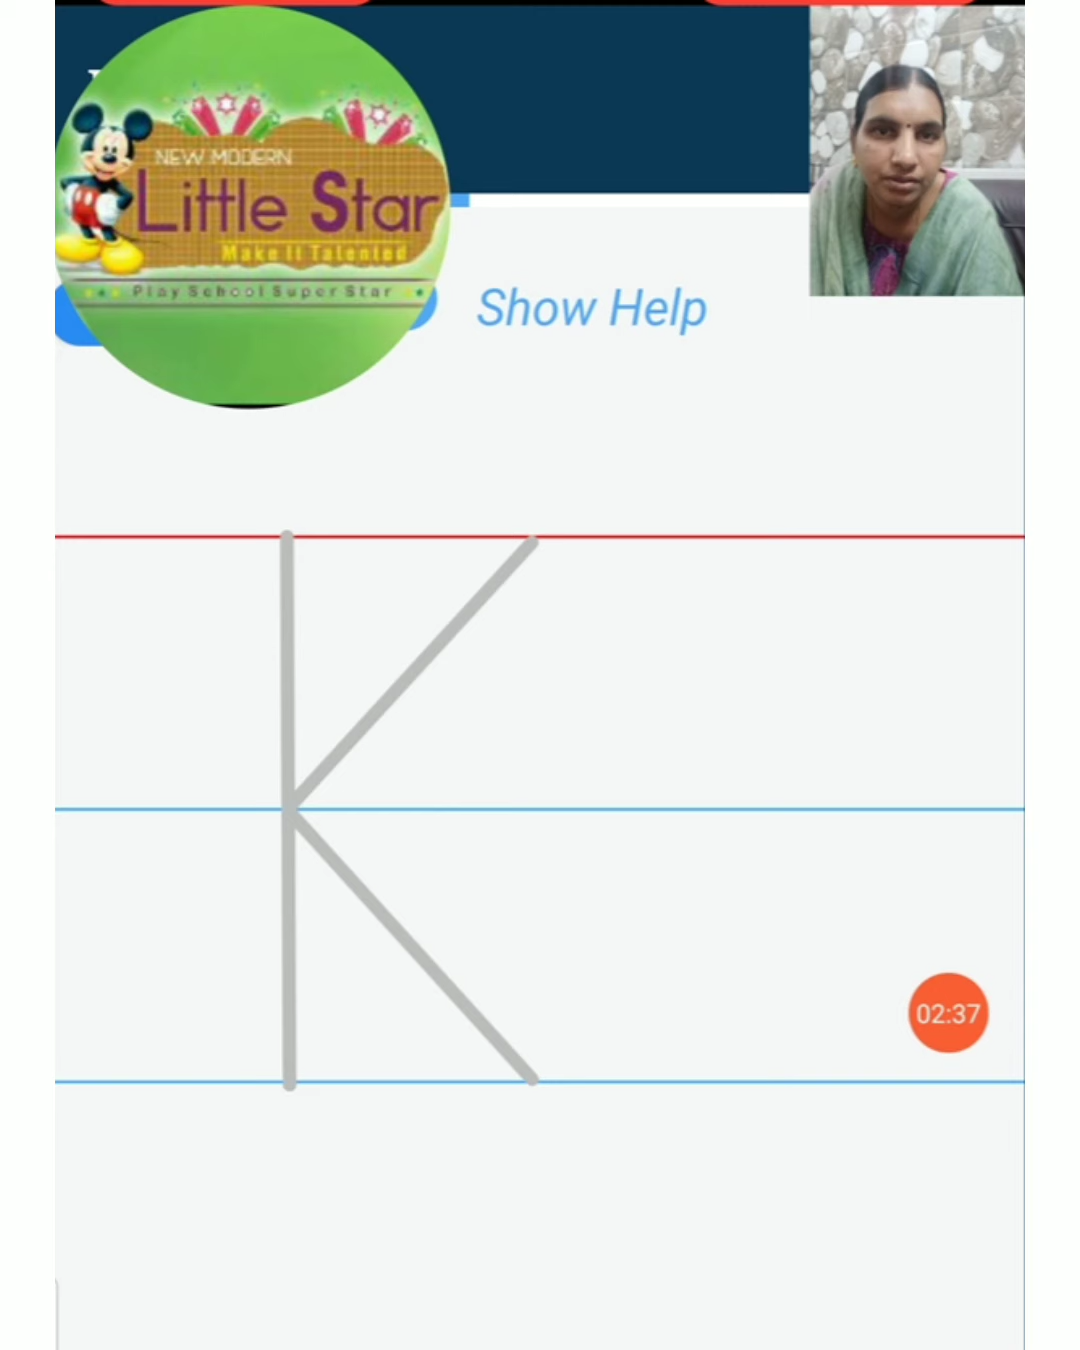 NEW MODERN
Little Star
Make It Talented
Play School Super Star
Show Help
K
02:37